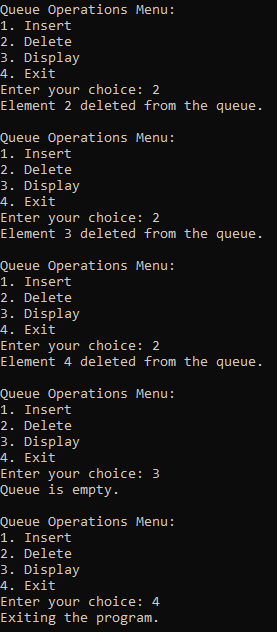 Queue Operations Menu:
1. Insert
2. Delete
3. Display
4. Exit
Enter your choice: 2
Element 2 deleted from the queue.

Queue Operations Menu:
1. Insert
2. Delete
3. Display
4. Exit
Enter your choice: 2
Element 3 deleted from the queue.

Queue Operations Menu:
1. Insert
2. Delete
3. Display
4. Exit
Enter your choice: 2
Element 4 deleted from the queue.

Queue Operations Menu:
1. Insert
2. Delete
3. Display
4. Exit
Enter your choice: 3
Queue is empty.

Queue Operations Menu:
1. Insert
2. Delete
3. Display
4. Exit
Enter your choice: 4
Exiting the program.